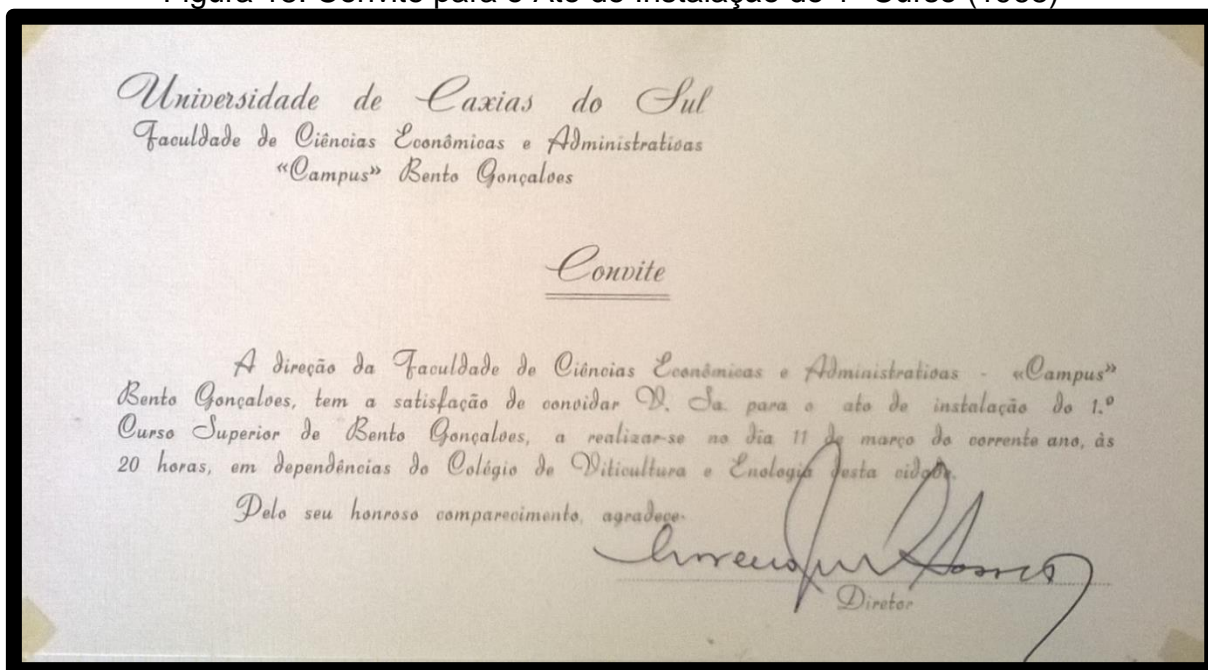 Universidade de Caxias do Sul
Faculdade de Ciências Econômicas e Administrativas
«Campus» Bento Gonçalves
Convite
A direção da Faculdade de Ciências Econômicas e Administrativas - «Campus»
Bento Gonçalves, tem a satisfação de convidar V. Sa. para o ato de instalação do 1.º
Curso Superior de Bento Gonçalves, a realizar-se no dia 11 de março do corrente ano, às
20 horas, em dependências do Colégio de Viticultura e Enologia desta cidade.
Pelo seu honroso comparecimento, agradece.
Diretor